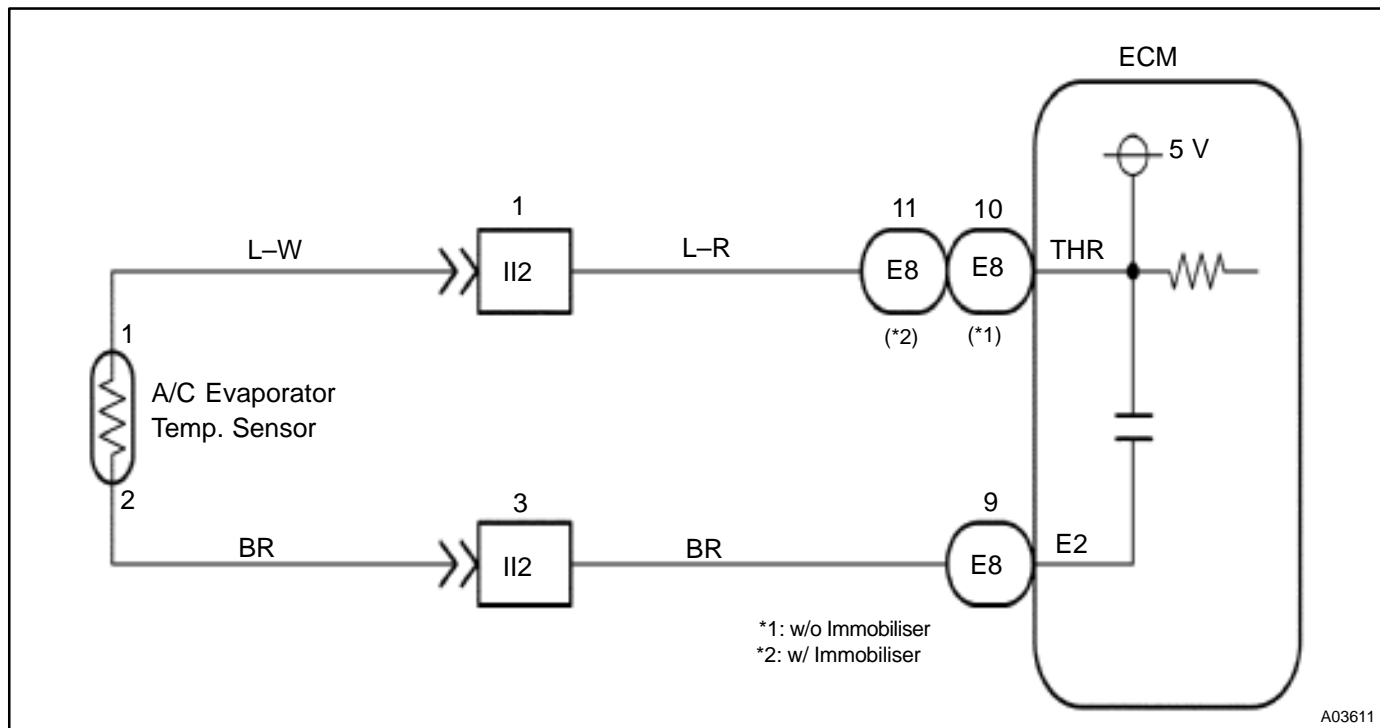 ECM
5 V
1
11
10
L–W
II2
L–R
E8
E8
THR
(*2)
(*1)
1
A/C Evaporator
Temp. Sensor
2
3
9
BR
II2
BR
E8
E2
*1: w/o Immobiliser
*2: w/ Immobiliser
A03611